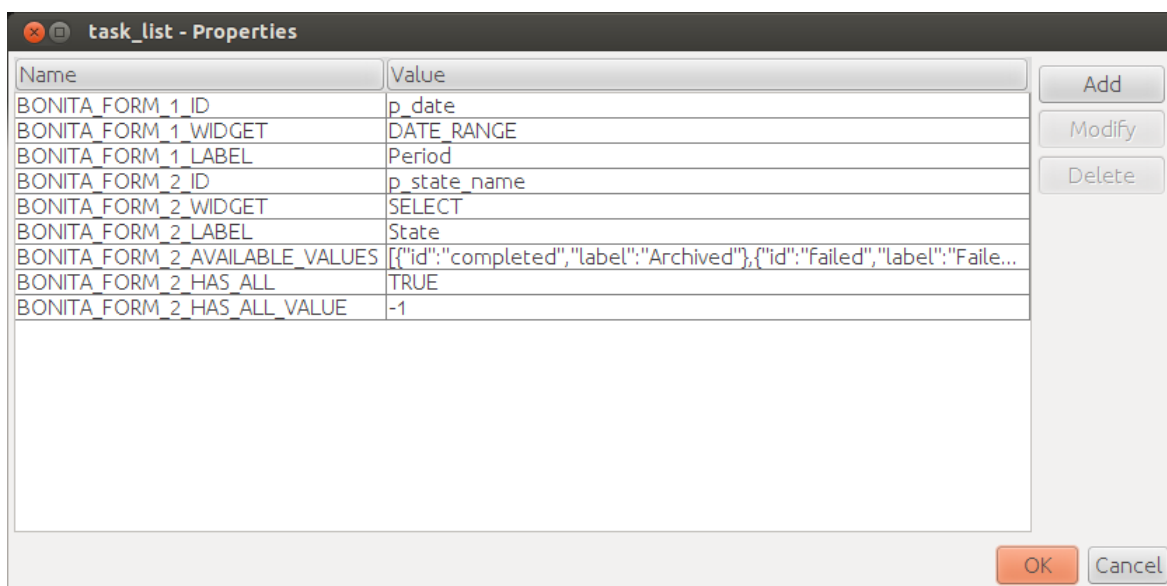 task_list - Properties
Name Value
BONITA_FORM_1_ID p_date
BONITA_FORM_1_WIDGET DATE_RANGE
BONITA_FORM_1_LABEL Period
BONITA_FORM_2_ID p_state_name
BONITA_FORM_2_WIDGET SELECT
BONITA_FORM_2_LABEL State
BONITA_FORM_2_AVAILABLE_VALUES [{"id":"completed","label":"Archived"},{"id":"failed","label":"Faile...
BONITA_FORM_2_HAS_ALL TRUE
BONITA_FORM_2_HAS_ALL_VALUE -1
Add
Modify
Delete
OK Cancel